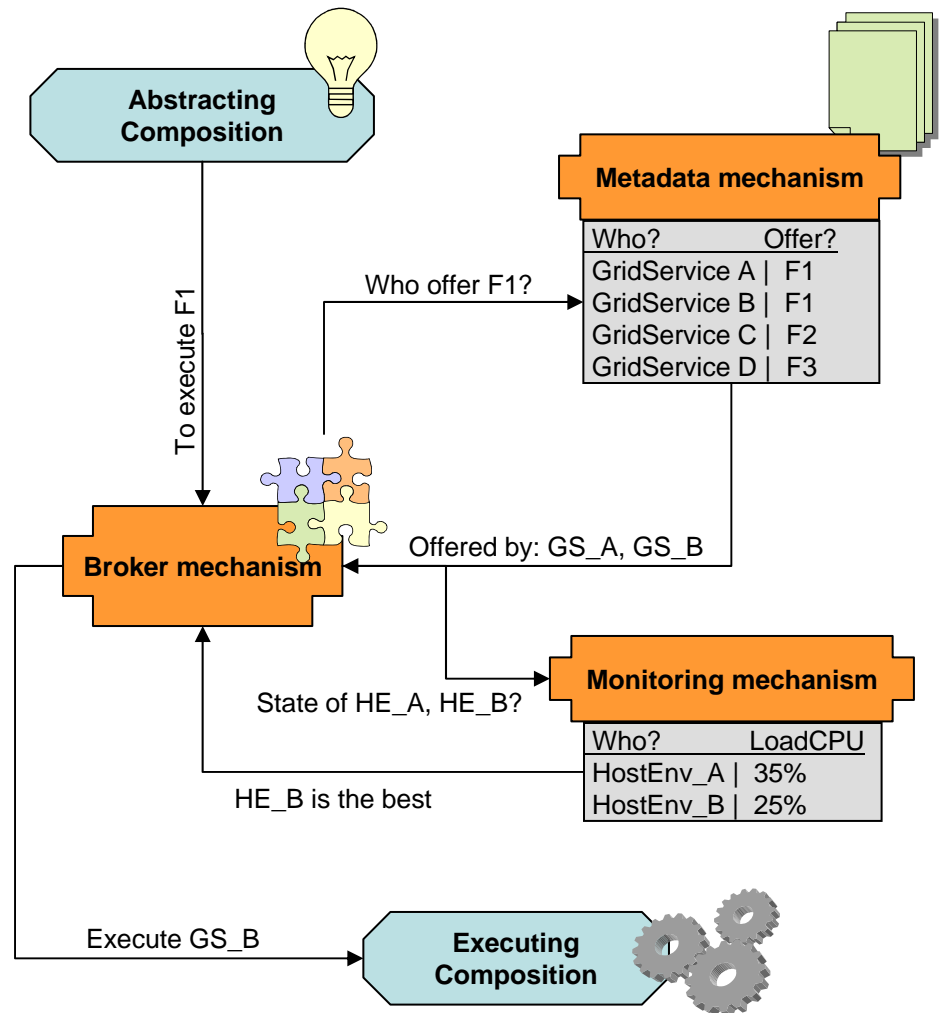 Abstracting
Composition
Metadata mechanism
Who? Offer?
GridService A | F1
GridService B | F1
GridService C | F2
GridService D | F3
Who offer F1?
To execute F1
Offered by: GS_A, GS_B
Broker mechanism
Monitoring mechanism
State of HE_A, HE_B?
Who? LoadCPU
HostEnv_A | 35%
HostEnv_B | 25%
HE_B is the best
Execute GS_B
Executing
Composition